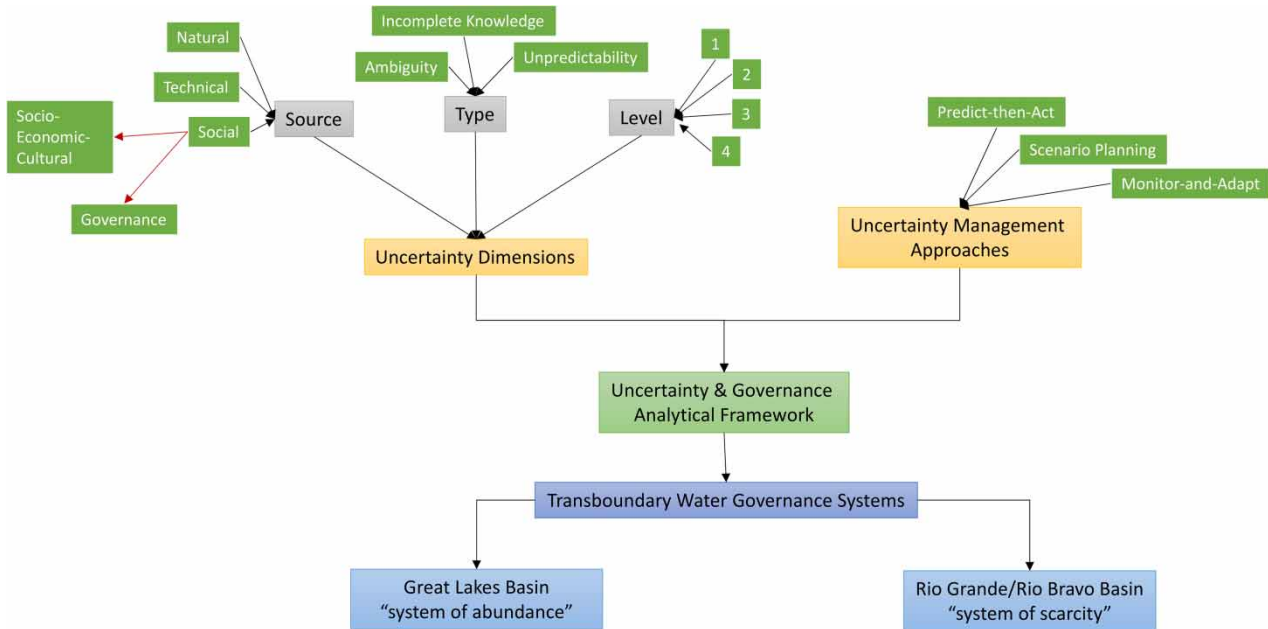 Incomplete Knowledge
Natural
Unpredictability
Ambiguity
1
2
3
4
Technical
Source
Type
Level
Socio-
Economic-
Cultural
Social
Governance
Predict-then-Act
Scenario Planning
Monitor-and-Adapt
Uncertainty Dimensions
Uncertainty Management
Approaches
Uncertainty & Governance
Analytical Framework
Transboundary Water Governance Systems
Great Lakes Basin
“system of abundance”
Rio Grande/Rio Bravo Basin
“system of scarcity”